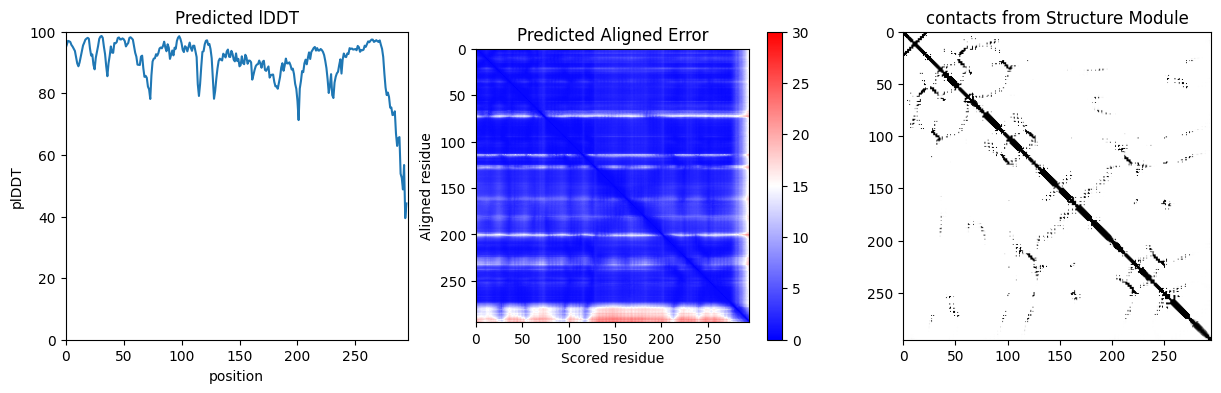 Predicted lDDT
100
80
60
40
20
0
plDDT
0 50 100 150 200 250
position
Predicted Aligned Error
0
50
100
150
200
250
Aligned residue
0 50 100 150 200 250
Scored residue
30
25
20
15
10
5
0
contacts from Structure Module
0
50
100
150
200
250
0 50 100 150 200 250